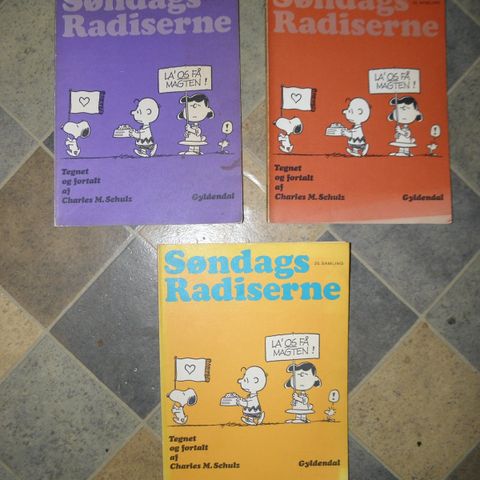 Søndags
Radiserne
LA' OS FÅ
MAGTEN!
!
Tegnet
og fortalt
af
Charles M. Schulz
Gyldendal
Søndags
Radiserne
LA' OS FÅ
MAGTEN!
!
Tegnet
og fortalt
af
Charles M. Schulz
Gyldendal
Søndags
25. SAMLING
Radiserne
LA' OS FÅ
MAGTEN!
!
Tegnet
og fortalt
af
Charles M. Schulz
Gyldendal